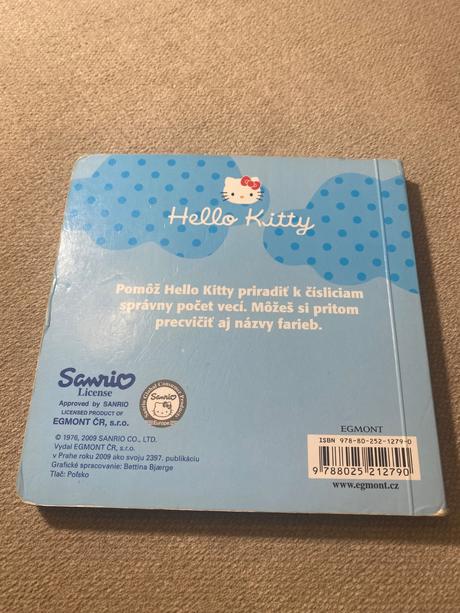 Hello Kitty
Pomôž Hello Kitty priradiť k čísliciam
správny počet vecí. Môžeš si pritom
precvičiť aj názvy farieb.
Sanrio
License
Approved by SANRIO
LICENSED PRODUCT OF
EGMONT ČR, s.r.o.
Sanrio
Europe
© 1976, 2009 SANRIO CO., LTD.
Vydal EGMONT ČR, s.r.o.
v Prahe roku 2009 ako svoju 2397. publikáciu
Grafické spracovanie: Bettina Bjærge
Tlač: Poľsko
EGMONT
ISBN 978-80-252-1279-0
9 788025 212790
www.egmont.cz